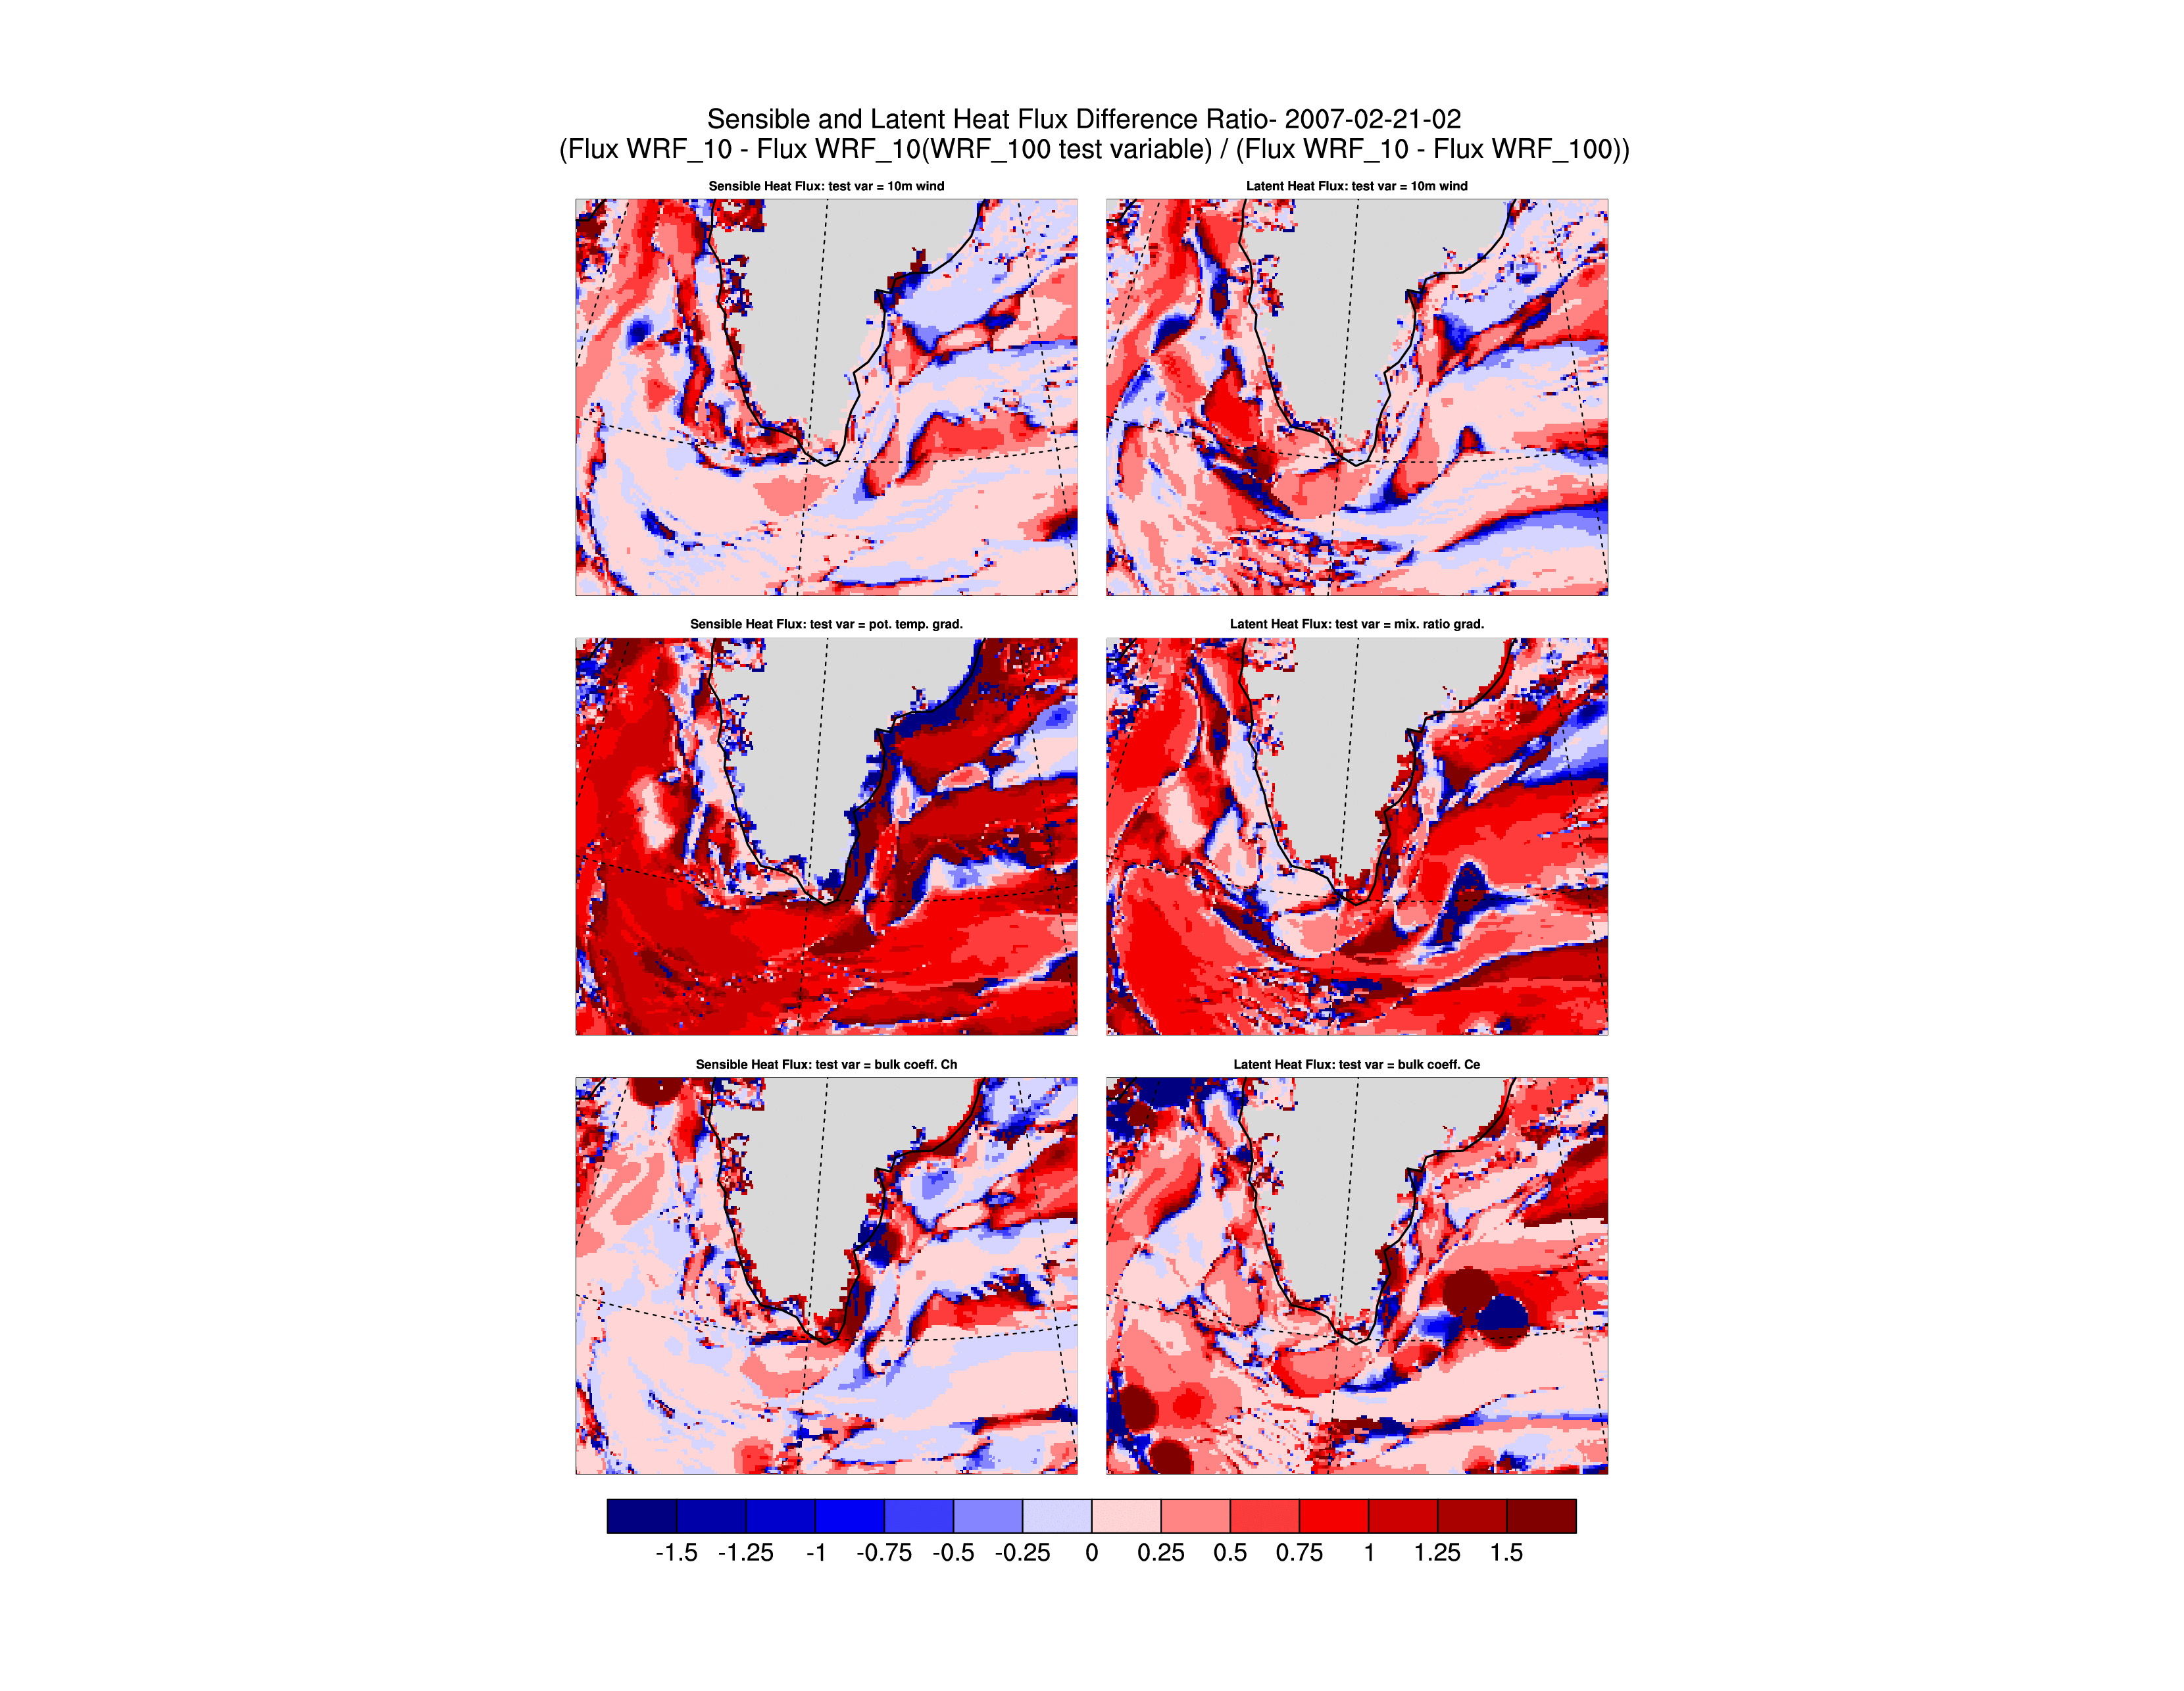 Sensible and Latent Heat Flux Difference Ratio- 2007-02-21-02
(Flux WRF_10 - Flux WRF_10(WRF_100 test variable) / (Flux WRF_10 - Flux WRF_100))
Sensible Heat Flux: test var = 10m wind
Latent Heat Flux: test var = 10m wind
Sensible Heat Flux: test var = pot. temp. grad.
Latent Heat Flux: test var = mix. ratio grad.
Sensible Heat Flux: test var = bulk coeff. Ch
Latent Heat Flux: test var = bulk coeff. Ce
-1.5 -1.25 -1 -0.75 -0.5 -0.25 0 0.25 0.5 0.75 1 1.25 1.5